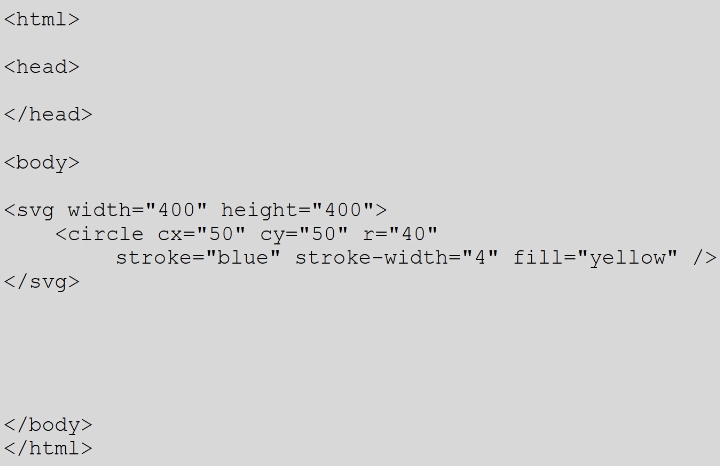 <html>
<head>
</head>
<body>
<svg width="400" height="400">
<circle cx="50" cy="50" r="40"
stroke="blue" stroke-width="4" fill="yellow" />
</svg>
</body>
</html>